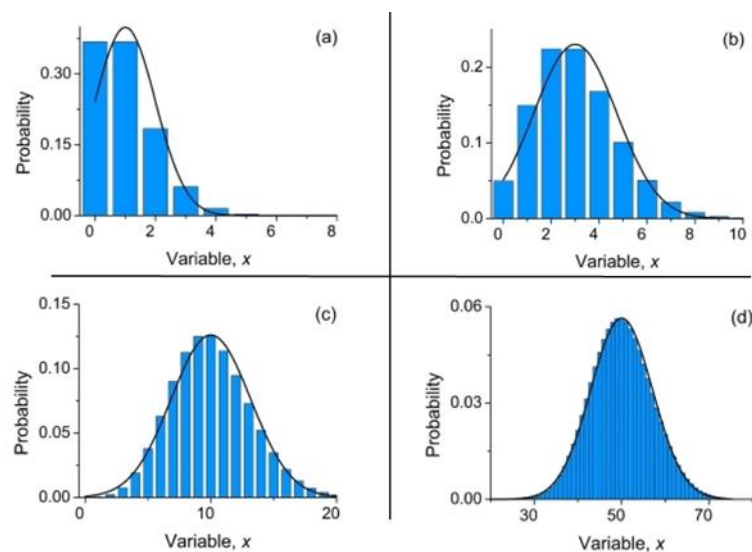 (a)
0.30
0.15
0.00
Probability
0 2 4 6 8
Variable, x
(b)
0.2
0.1
0.0
Probability
0 2 4 6 8 10
Variable, x
(c)
0.15
0.10
0.05
0.00
Probability
0 10 20
Variable, x
(d)
0.06
0.03
0.00
Probability
30 50 70
Variable, x